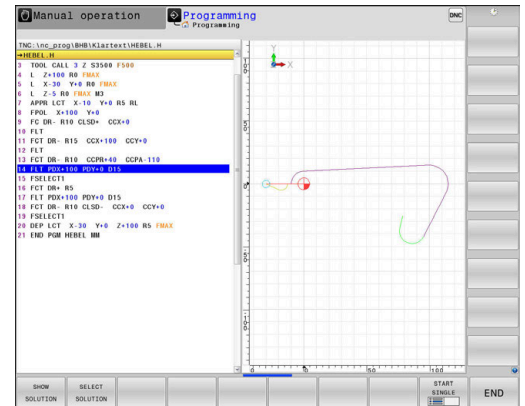 Manual operation
Programming
Programming
DNC
TNC:\nc_prog\BHB\Klartext\HEBEL.H
→HEBEL.H
3 TOOL CALL 3 Z S3500 F500
4 L Z+100 R0 FMAX
5 L X-30 Y+0 R0 FMAX
6 L Z-5 R0 FMAX M3
7 APPR LCT X-10 Y+0 R5 RL
8 FPOL X+100 Y+0
9 FC DR- R10 CLSD+ CCX+0
10 FLT
11 FCT DR- R15 CCX+100 CCY+0
12 FLT
13 FCT DR- R10 CCPR+40 CCPA-110
14 FLT PDX+100 PDY+0 D15
15 FSELECT1
16 FCT DR+ R5
17 FLT PDX+100 PDY+0 D15
18 FCT DR- R10 CLSD- CCX+0 CCY+0
19 FSELECT1
20 DEP LCT X-30 Y+0 Z+100 R5 FMAX
21 END PGM HEBEL MM
Y
X
0
50
100
SHOW SOLUTION
SELECT SOLUTION
START SINGLE
END